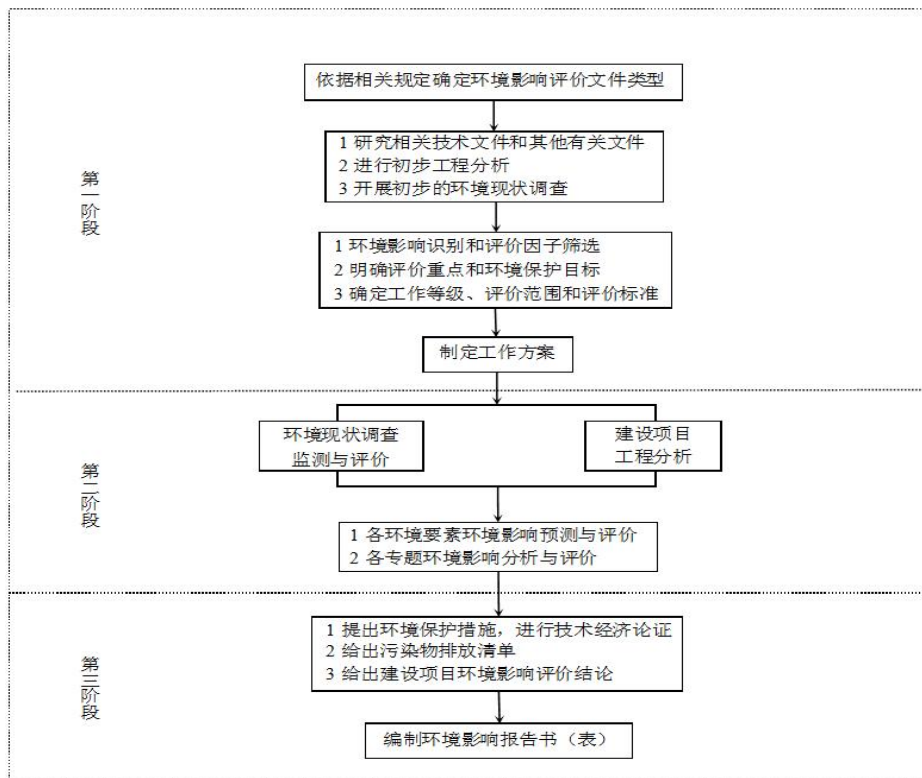 依据相关规定确定环境影响评价文件类型
第一阶段
1 研究相关技术文件和其他有关文件
2 进行初步工程分析
3 开展初步的环境现状调查
1 环境影响识别和评价因子筛选
2 明确评价重点和环境保护目标
3 确定工作等级、评价范围和评价标准
制定工作方案
第二阶段
环境现状调查
监测与评价
建设项目
工程分析
1 各环境要素环境影响预测与评价
2 各专题环境影响分析与评价
第三阶段
1 提出环境保护措施，进行技术经济论证
2 给出污染物排放清单
3 给出建设项目环境影响评价结论
编制环境影响报告书（表）